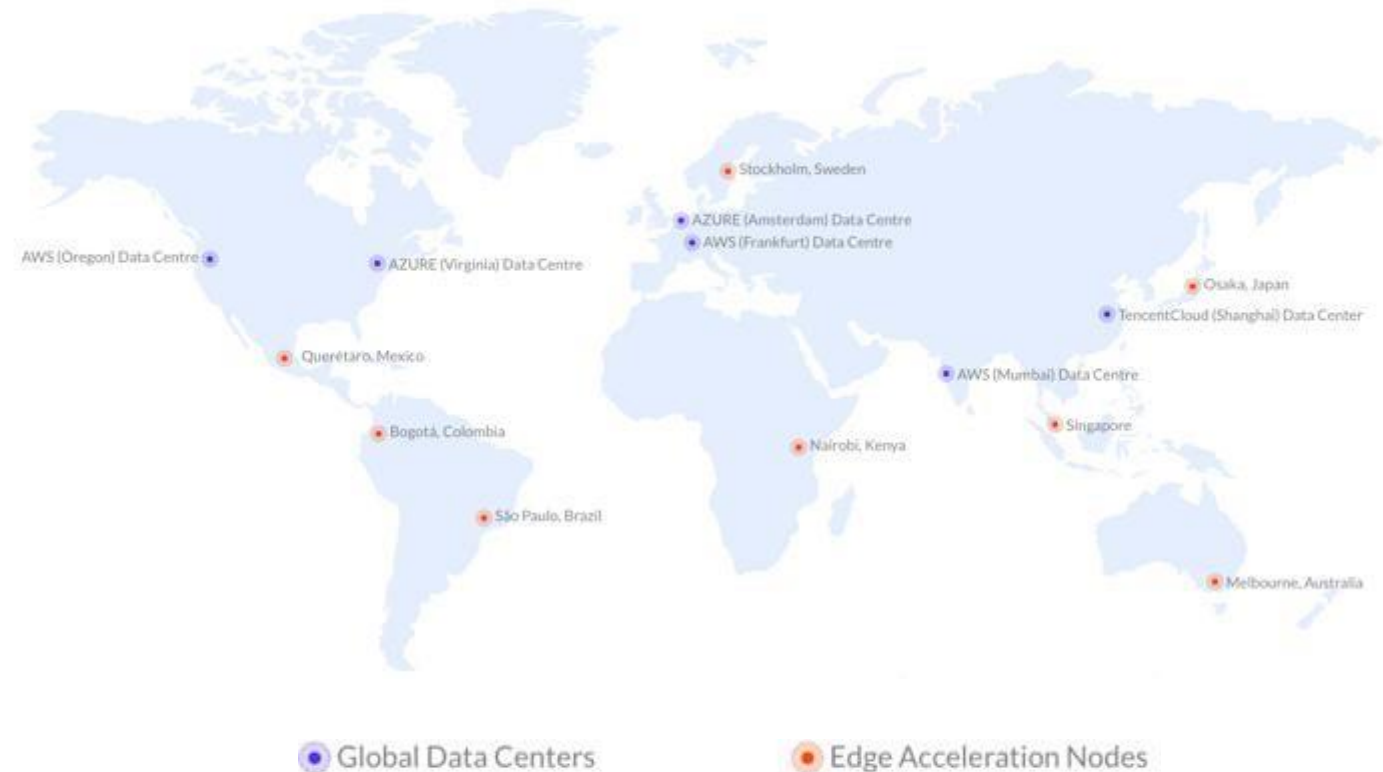 Stockholm, Sweden
AZURE (Amsterdam) Data Centre
AWS (Frankfurt) Data Centre
AWS (Oregon) Data Centre
AZURE (Virginia) Data Centre
Osaka, Japan
TencentCloud (Shanghai) Data Center
Querétaro, Mexico
AWS (Mumbai) Data Centre
Singapore
Bogotá, Colombia
Nairobi, Kenya
São Paulo, Brazil
Melbourne, Australia
Global Data Centers
Edge Acceleration Nodes